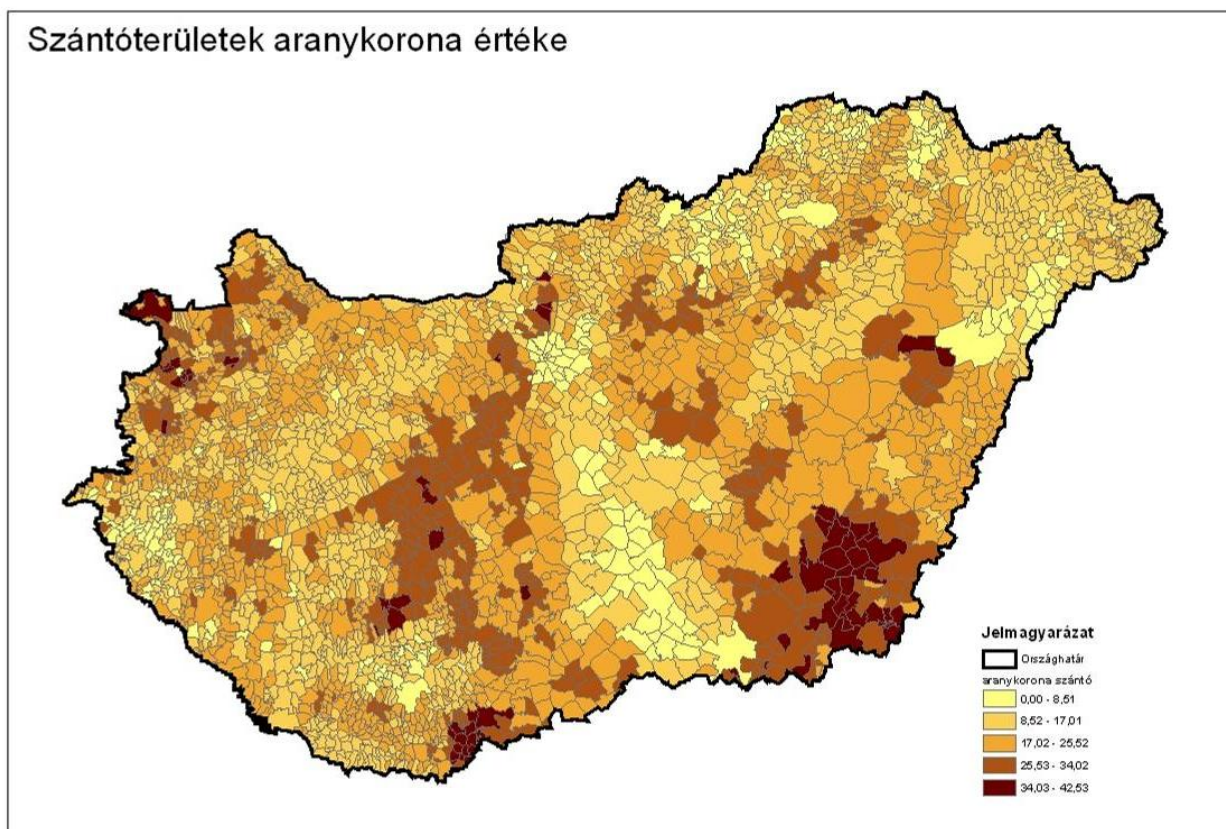 Szántóterületek aranykorona értéke
Jelmagyarázat
Országhatár
aranykorona szántó
0,00 - 8,51
8,52 - 17,01
17,02 - 25,52
25,53 - 34,02
34,03 - 42,53